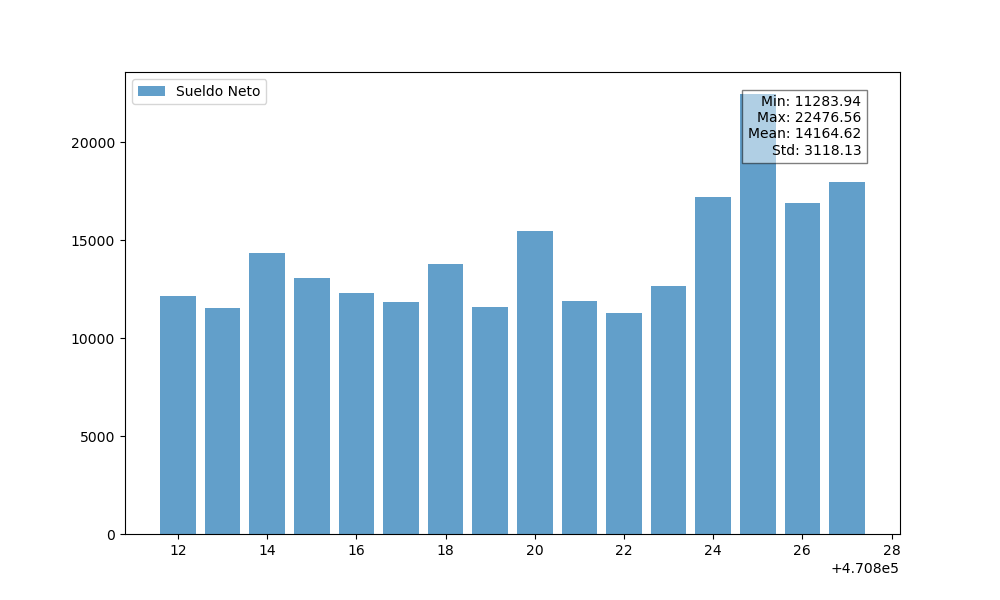 Sueldo Neto
Min: 11283.94
Max: 22476.56
Mean: 14164.62
Std: 3118.13
20000
15000
10000
5000
0
12 14 16 18 20 22 24 26 28
+4.708e5